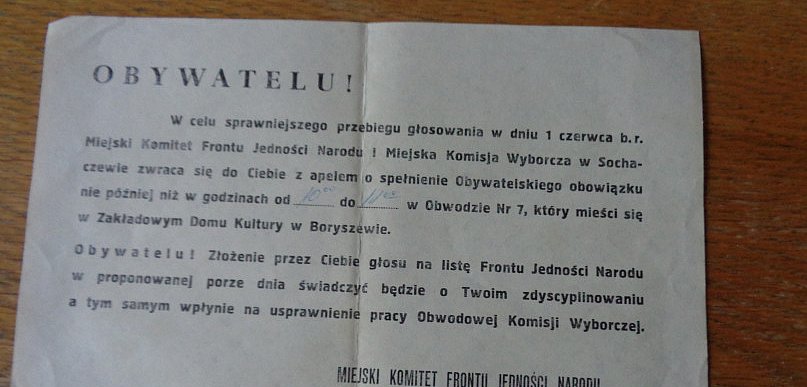 OBYWATELU!
W celu sprawniejszego przebiegu głosowania w dniu 1 czerwca b.r.
Miejski Komitet Frontu Jedności Narodu i Miejska Komisja Wyborcza w Socha-
czewie zwraca się do Ciebie z apelem o spełnienie Obywatelskiego obowiązku
nie później niż w godzinach od 10⁰⁰ do 11⁰⁰ w Obwodzie Nr 7, który mieści się
w Zakładowym Domu Kultury w Boryszewie.
Obywatelu! Złożenie przez Ciebie głosu na listę Frontu Jedności Narodu
w proponowanej porze dnia świadczyć będzie o Twoim zdyscyplinowaniu
a tym samym wpłynie na usprawnienie pracy Obwodowej Komisji Wyborczej.
MIEJSKI KOMITET FRONTU JEDNOŚCI NARODU